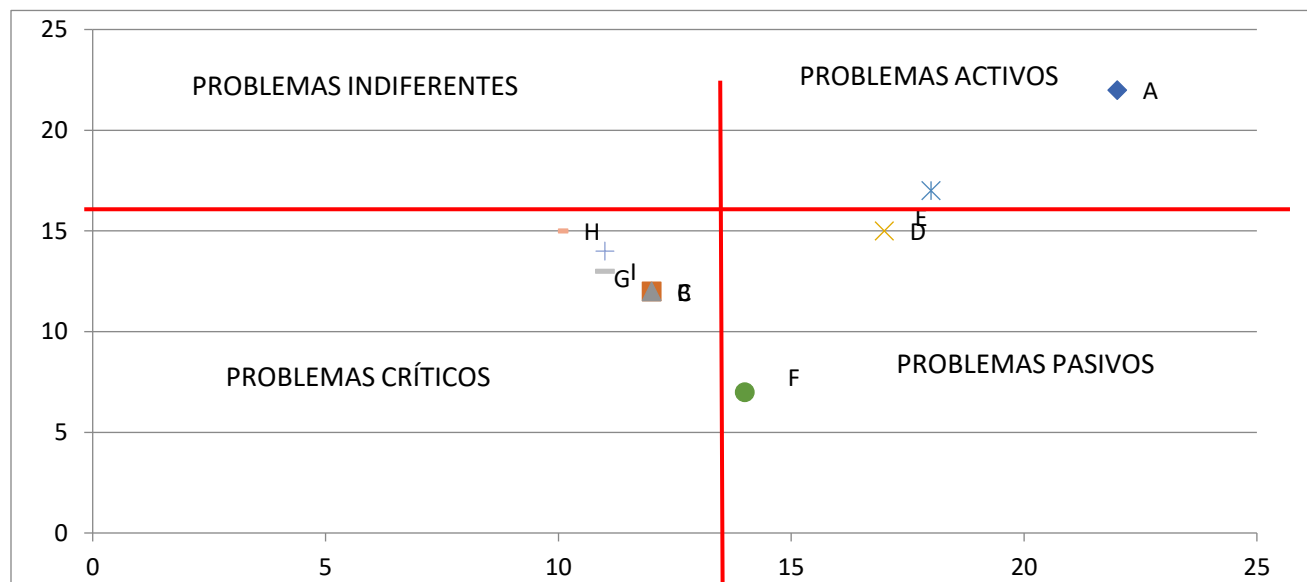 25
PROBLEMAS INDIFERENTES
PROBLEMAS ACTIVOS
A
20
E
15
H
D
G
I
B
C
10
PROBLEMAS CRÍTICOS
F
PROBLEMAS PASIVOS
5
0
0 5 10 15 20 25